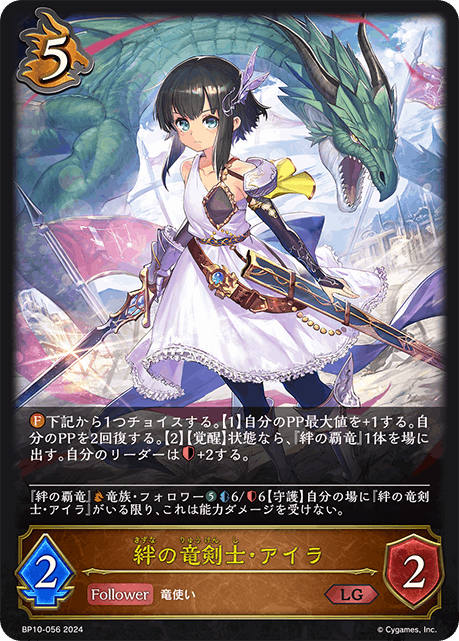 5
Ⓕ下記から1つチョイスする。【1】自分のPP最大値を+1する。自
分のPPを2回復する。【2】【覚醒】状態なら、『絆の覇竜』1体を場に
出す。自分のリーダーは+2する。
『絆の覇竜』竜族・フォロワー❺6/6【守護】自分の場に『絆の竜剣
士・アイラ』がいる限り、これは能力ダメージを受けない。
きずな りゅうけんし
絆の竜剣士・アイラ
2
Follower 竜使い
LG
2
BP10-056 2024
© Cygames, Inc.